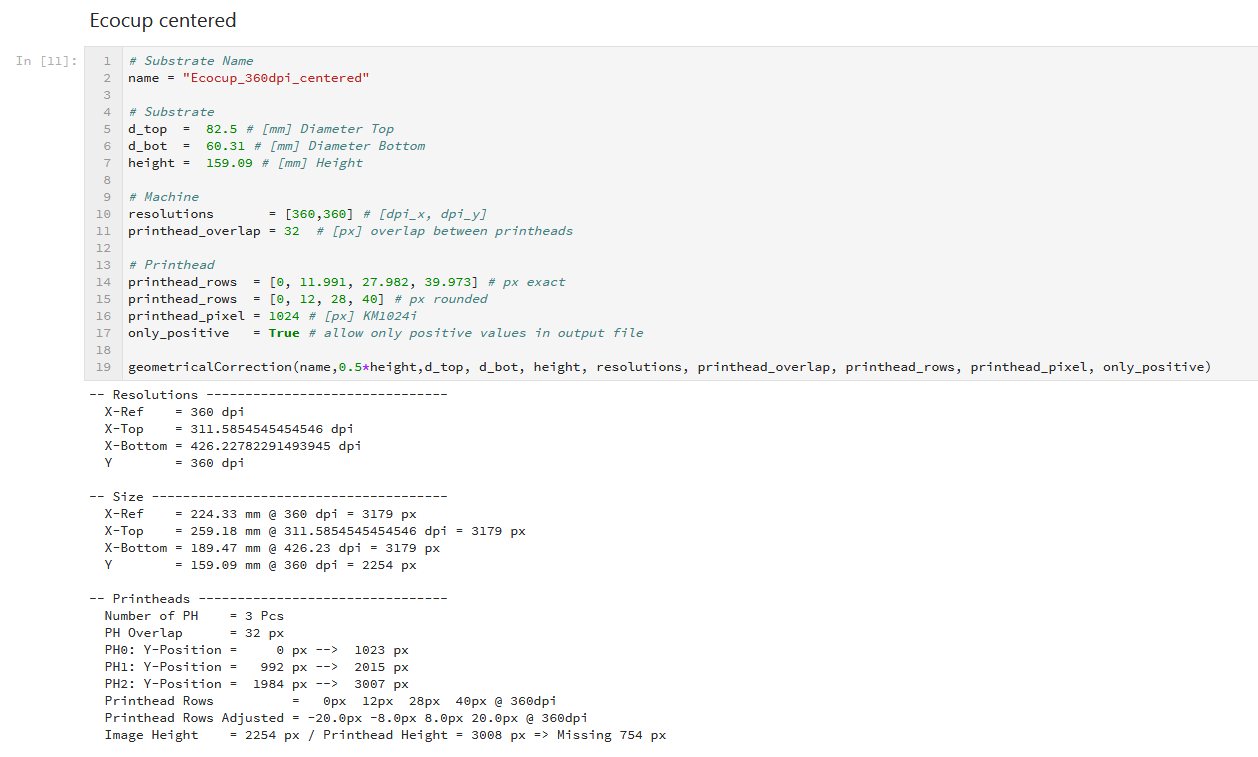 Ecocup centered
In [11]:
1 # Substrate Name
2 name = "Ecocup_360dpi_centered"
3
4 # Substrate
5 d_top  =  82.5 # [mm] Diameter Top
6 d_bot  =  60.31 # [mm] Diameter Bottom
7 height =  159.09 # [mm] Height
8
9 # Machine
10 resolutions       = [360,360] # [dpi_x, dpi_y]
11 printhead_overlap = 32  # [px] overlap between printheads
12
13 # Printhead
14 printhead_rows  = [0, 11.991, 27.982, 39.973] # px exact
15 printhead_rows  = [0, 12, 28, 40] # px rounded
16 printhead_pixel = 1024 # [px] KM1024i
17 only_positive   = True # allow only positive values in output file
18
19 geometricalCorrection(name,0.5*height,d_top, d_bot, height, resolutions, printhead_overlap, printhead_rows, printhead_pixel, only_positive)
-- Resolutions -------------------------------
X-Ref    = 360 dpi
X-Top    = 311.5854545454546 dpi
X-Bottom = 426.22782291493945 dpi
Y        = 360 dpi
-- Size --------------------------------------
X-Ref    = 224.33 mm @ 360 dpi = 3179 px
X-Top    = 259.18 mm @ 311.5854545454546 dpi = 3179 px
X-Bottom = 189.47 mm @ 426.23 dpi = 3179 px
Y        = 159.09 mm @ 360 dpi = 2254 px
-- Printheads --------------------------------
Number of PH    = 3 Pcs
PH Overlap      = 32 px
PH0: Y-Position =     0 px -->  1023 px
PH1: Y-Position =   992 px -->  2015 px
PH2: Y-Position =  1984 px -->  3007 px
Printhead Rows          =   0px  12px  28px  40px @ 360dpi
Printhead Rows Adjusted = -20.0px -8.0px 8.0px 20.0px @ 360dpi
Image Height    = 2254 px / Printhead Height = 3008 px => Missing 754 px